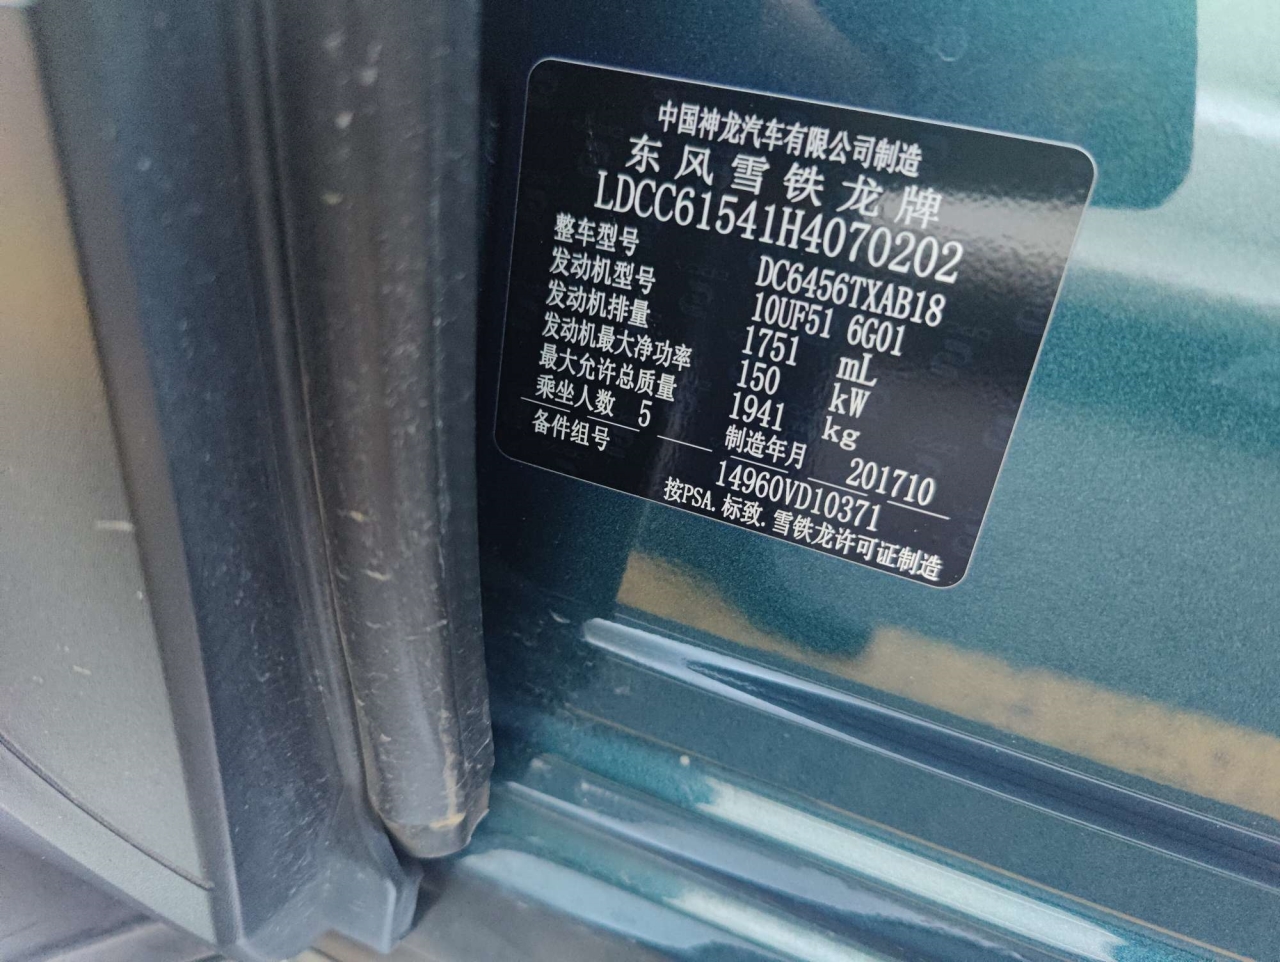 中国神龙汽车有限公司制造
东风雪铁龙牌
LDCC61541H4070202
整车型号 DC6456TXAB18
发动机型号 10UF51 6G01
发动机排量 1751 mL
发动机最大净功率 150 kW
最大允许总质量 1941 kg
乘坐人数 5 制造年月 201710
备件组号 14960VD10371
按PSA.标致.雪铁龙许可证制造